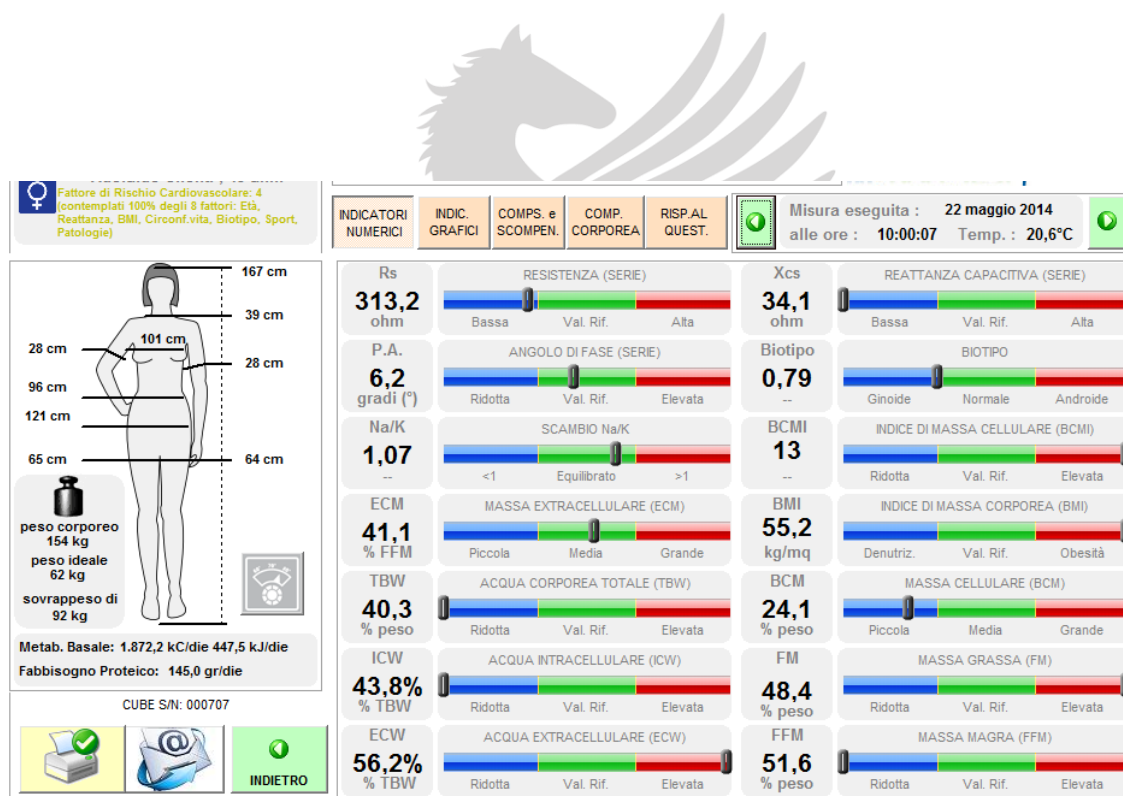 Fattore di Rischio Cardiovascolare: 4
(contemplati 100% degli 8 fattori: Età,
Reattanza, BMI, Circonf.vita, Biotipo, Sport,
Patologie)
INDICATORI
NUMERICI
INDIC.
GRAFICI
COMPS. e
SCOMPEN.
COMP.
CORPOREA
RISP.AL
QUEST.
Misura eseguita : 22 maggio 2014
alle ore : 10:00:07 Temp. : 20,6°C
167 cm
39 cm
101 cm
28 cm
28 cm
96 cm
121 cm
65 cm
64 cm
peso corporeo
154 kg
peso ideale
62 kg
sovrappeso di
92 kg
Metab. Basale: 1.872,2 kC/die 447,5 kJ/die
Fabbisogno Proteico: 145,0 gr/die
CUBE S/N: 000707
INDIETRO
Rs
313,2
ohm
RESISTENZA (SERIE)
Bassa Val. Rif. Alta
Xcs
34,1
ohm
REATTANZA CAPACITIVA (SERIE)
Bassa Val. Rif. Alta
P.A.
6,2
gradi (°)
ANGOLO DI FASE (SERIE)
Ridotta Val. Rif. Elevata
Biotipo
0,79
--
BIOTIPO
Ginoide Normale Androide
Na/K
1,07
--
SCAMBIO Na/K
<1 Equilibrato >1
BCMI
13
--
INDICE DI MASSA CELLULARE (BCMI)
Ridotta Val. Rif. Elevata
ECM
41,1
% FFM
MASSA EXTRACELLULARE (ECM)
Piccola Media Grande
BMI
55,2
kg/mq
INDICE DI MASSA CORPOREA (BMI)
Denutriz. Val. Rif. Obesità
TBW
40,3
% peso
ACQUA CORPOREA TOTALE (TBW)
Ridotta Val. Rif. Elevata
BCM
24,1
% peso
MASSA CELLULARE (BCM)
Piccola Media Grande
ICW
43,8%
% TBW
ACQUA INTRACELLULARE (ICW)
Ridotta Val. Rif. Elevata
FM
48,4
% peso
MASSA GRASSA (FM)
Ridotta Val. Rif. Elevata
ECW
56,2%
% TBW
ACQUA EXTRACELLULARE (ECW)
Ridotta Val. Rif. Elevata
FFM
51,6
% peso
MASSA MAGRA (FFM)
Ridotta Val. Rif. Elevata